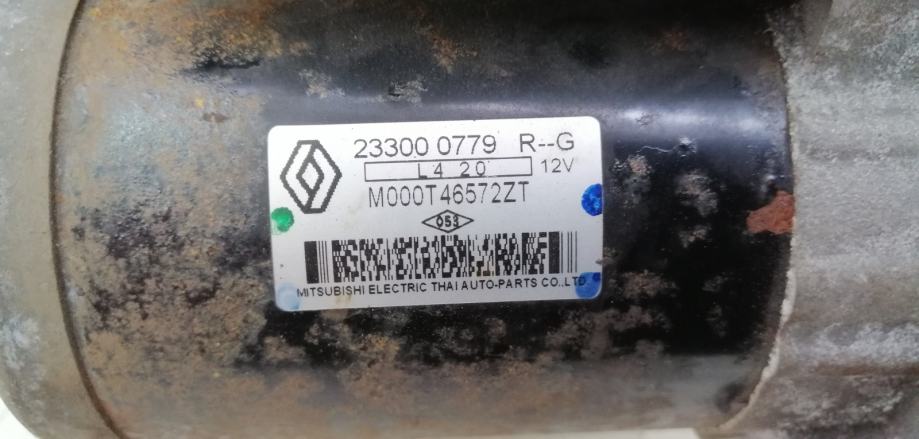 23300 0779 R--G
L4 20 12V
M000T46572ZT
053
MITSUBISHI ELECTRIC THAI AUTO-PARTS CO.,LTD.